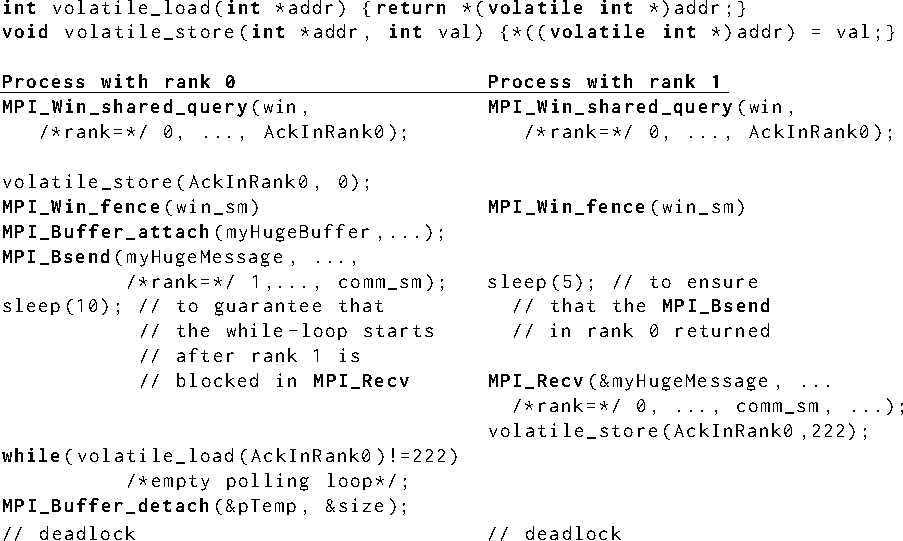 int volatile_load(int *addr) {return *(volatile int *)addr;}
void volatile_store(int *addr, int val) {*((volatile int *)addr) = val;}
Process with rank 0
MPI_Win_shared_query(win,
/*rank=*/ 0, ..., AckInRank0);
volatile_store(AckInRank0, 0);
MPI_Win_fence(win_sm)
MPI_Buffer_attach(myHugeBuffer,...);
MPI_Bsend(myHugeMessage, ...,
/*rank=*/ 1,..., comm_sm);
sleep(10); // to guarantee that
// the while-loop starts
// after rank 1 is
// blocked in MPI_Recv
while(volatile_load(AckInRank0)!=222)
/*empty polling loop*/;
MPI_Buffer_detach(&pTemp, &size);
// deadlock
Process with rank 1
MPI_Win_shared_query(win,
/*rank=*/ 0, ..., AckInRank0);
MPI_Win_fence(win_sm)
sleep(5); // to ensure
// that the MPI_Bsend
// in rank 0 returned
MPI_Recv(&myHugeMessage, ...
/*rank=*/ 0, ..., comm_sm, ...);
volatile_store(AckInRank0,222);
// deadlock